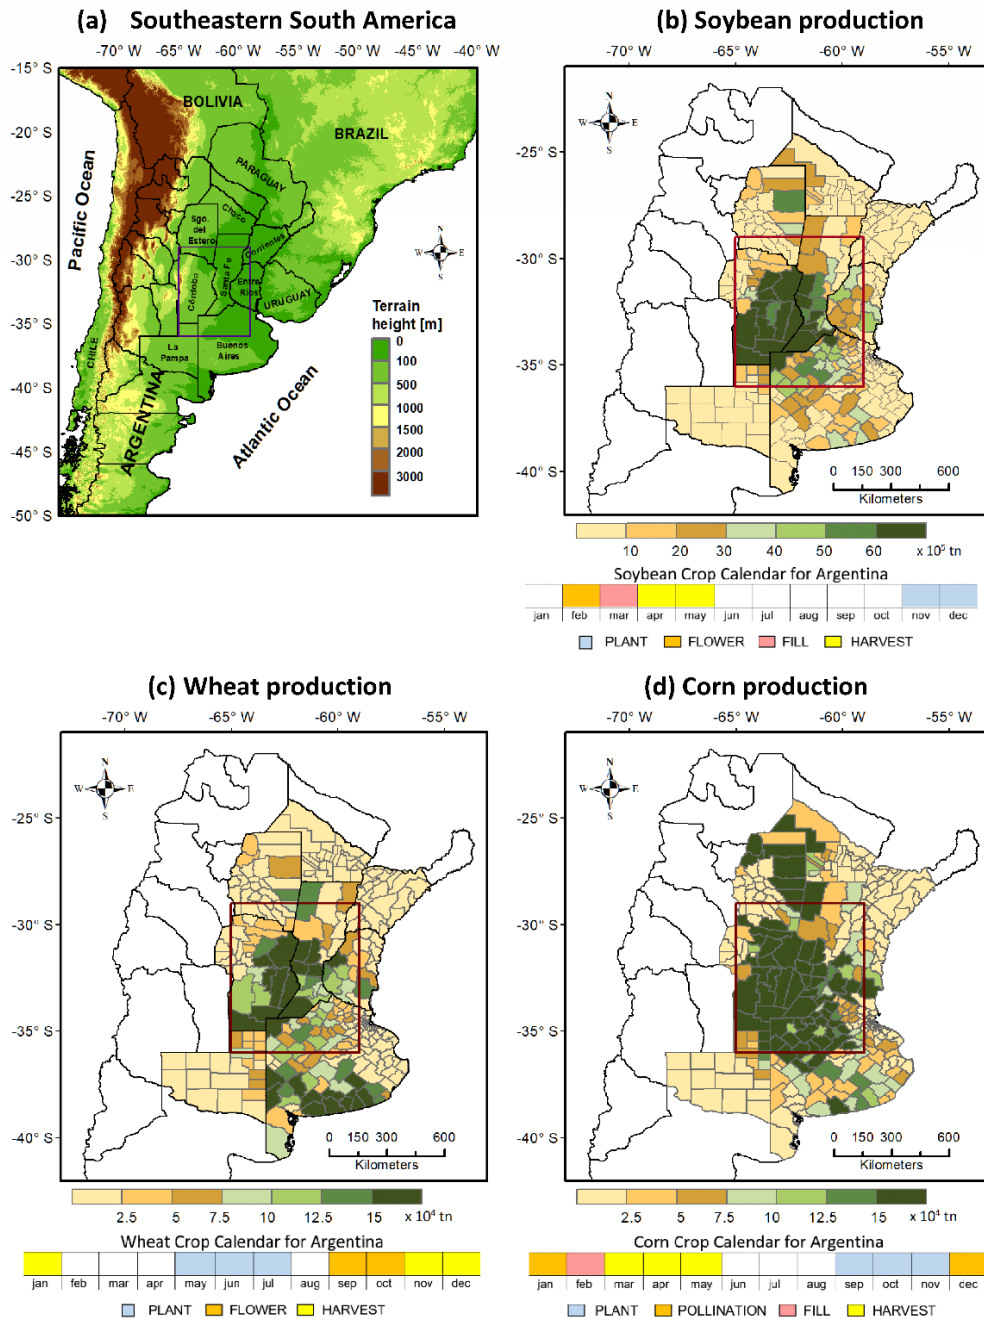 (a) Southeastern South America
-70° W -65° W -60° W -55° W -50° W -45° W -40° W
-15° S
-20° S
-25° S
-30° S
-35° S
-40° S
-45° S
-50° S
BOLIVIA
BRAZIL
PARAGUAY
Pacific Ocean
Chaco
Sgo.
del
Estero
Corrientes
Santa Fe
Córdoba
Entre
Ríos
URUGUAY
N
W E
S
La
Pampa
Buenos
Aires
CHILE
ARGENTINA
Atlantic Ocean
Terrain
height [m]
0
100
500
1000
1500
2000
3000
(b) Soybean production
-70° W -65° W -60° W -55° W
N
W E
S
-25° S
-30° S
-35° S
-40° S
0 150 300 600
Kilometers
10 20 30 40 50 60 x 10⁵ tn
Soybean Crop Calendar for Argentina
jan feb mar apr may jun jul aug sep oct nov dec
PLANT FLOWER FILL HARVEST
(c) Wheat production
-70° W -65° W -60° W -55° W
N
W E
S
-25° S
-30° S
-35° S
-40° S
0 150 300 600
Kilometers
2.5 5 7.5 10 12.5 15 x 10⁴ tn
Wheat Crop Calendar for Argentina
jan feb mar apr may jun jul aug sep oct nov dec
PLANT FLOWER HARVEST
(d) Corn production
-70° W -65° W -60° W -55° W
N
W E
S
-25° S
-30° S
-35° S
-40° S
0 150 300 600
Kilometers
2.5 5 7.5 10 12.5 15 x 10⁴ tn
Corn Crop Calendar for Argentina
jan feb mar apr may jun jul aug sep oct nov dec
PLANT POLLINATION FILL HARVEST